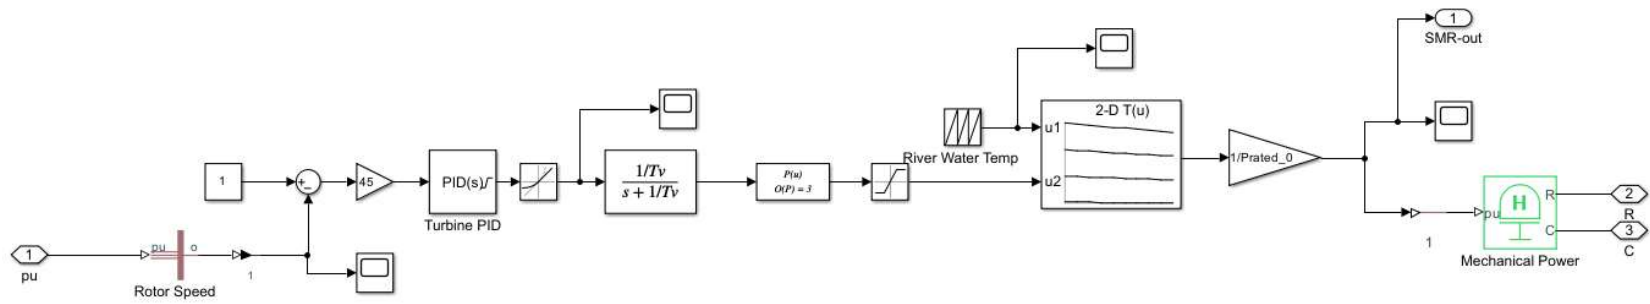 1
pu
pu
o
Rotor Speed
1
1
+
-
45
PID(s)
Turbine PID
1/Tv
s + 1/Tv
P(u)
O(P) = 3
River Water Temp
2-D T(u)
u1
u2
1/Prated_0
1
SMR-out
1
pu
H
R
C
Mechanical Power
2
R
3
C